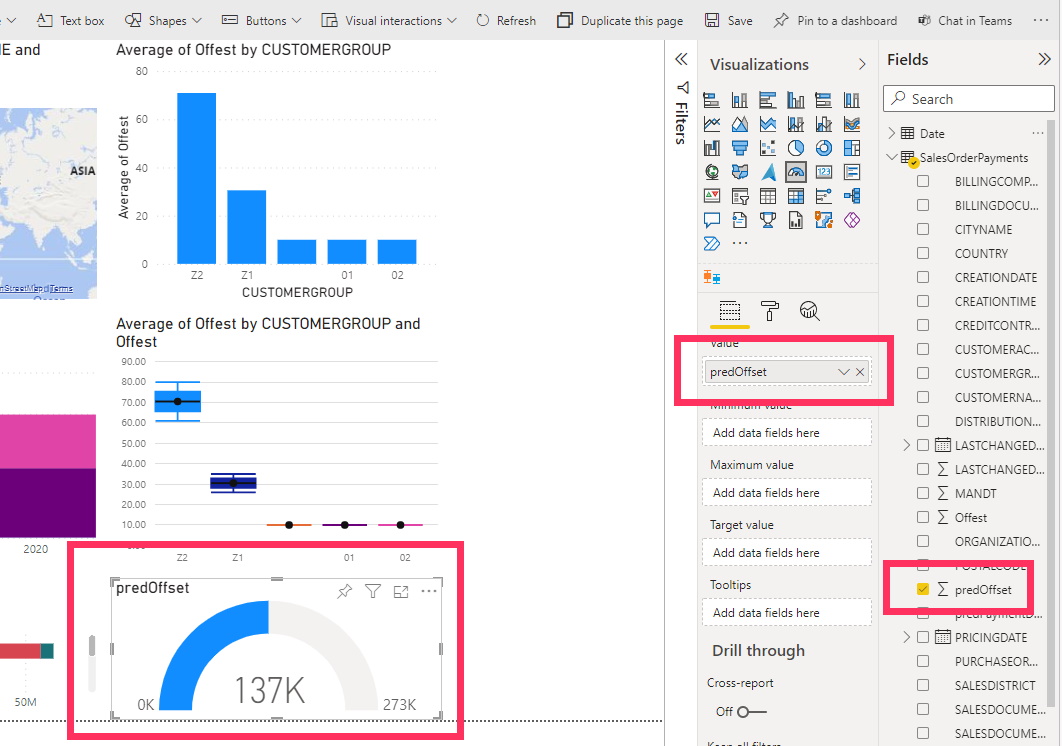 Text box
Shapes
Buttons
Visual interactions
Refresh
Duplicate this page
Save
Pin to a dashboard
Chat in Teams
E and
ASIA
nStreetMap | Terms
2020
50M
Average of Offest by CUSTOMERGROUP
Average of Offest
80
60
40
20
0
Z2
Z1
01
02
CUSTOMERGROUP
Average of Offest by CUSTOMERGROUP and
Offest
90.00
80.00
70.00
60.00
50.00
40.00
30.00
20.00
10.00
Z2
Z1
01
02
predOffset
137K
0K
273K
Filters
Visualizations
123
Value
predOffset
Minimum value
Add data fields here
Maximum value
Add data fields here
Target value
Add data fields here
Tooltips
Add data fields here
Drill through
Cross-report
Off
Keep all filters
Fields
Search
Date
SalesOrderPayments
BILLINGCOMP...
BILLINGDOCU...
CITYNAME
COUNTRY
CREATIONDATE
CREATIONTIME
CREDITCONTR...
CUSTOMERAC...
CUSTOMERGR...
CUSTOMERNA...
DISTRIBUTION...
LASTCHANGED...
LASTCHANGED...
MANDT
Offest
ORGANIZATIO...
POSTALCODE
predOffset
predPaymentD...
PRICINGDATE
PURCHASEOR...
SALESDISTRICT
SALESDOCUME...
SALESDOCUME...